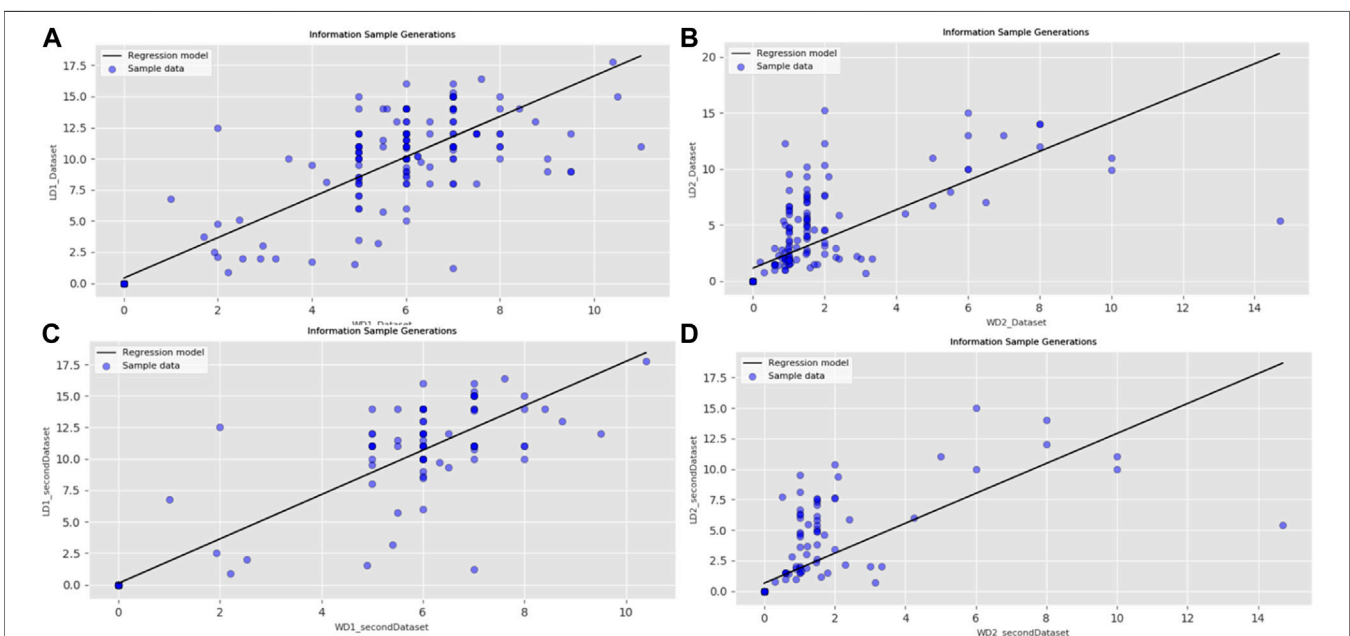 A
Information Sample Generations
Regression model
Sample data
17.5
15.0
12.5
10.0
7.5
5.0
2.5
0.0
LD1_Dataset
0 2 4 6 8 10
WD1_Dataset
B
Information Sample Generations
Regression model
Sample data
20
15
10
5
0
LD2_Dataset
0 2 4 6 8 10 12 14
WD2_Dataset
C
Information Sample Generations
Regression model
Sample data
17.5
15.0
12.5
10.0
7.5
5.0
2.5
0.0
LD1_secondDataset
0 2 4 6 8 10
WD1_secondDataset
D
Information Sample Generations
Regression model
Sample data
17.5
15.0
12.5
10.0
7.5
5.0
2.5
0.0
LD2_secondDataset
0 2 4 6 8 10 12 14
WD2_secondDataset